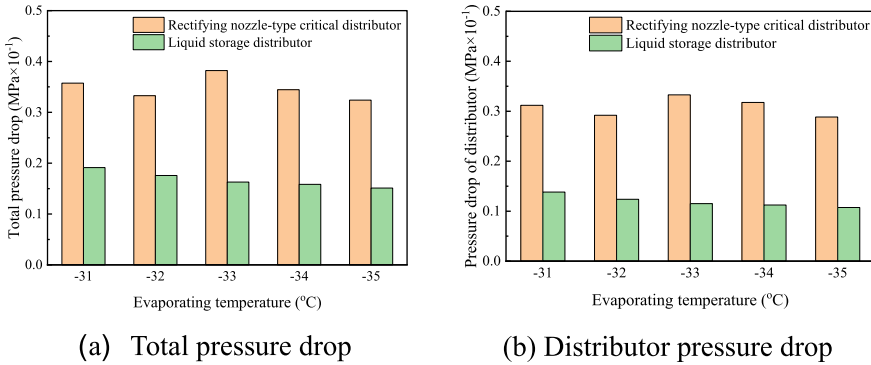 0.5
0.4
0.3
0.2
0.1
0.0
Total pressure drop (MPa×10⁻¹)
Rectifying nozzle-type critical distributor
Liquid storage distributor
-31 -32 -33 -34 -35
Evaporating temperature (°C)
(a) Total pressure drop
0.5
0.4
0.3
0.2
0.1
0.0
Pressure drop of distributor (MPa×10⁻¹)
Rectifying nozzle-type critical distributor
Liquid storage distributor
-31 -32 -33 -34 -35
Evaporating temperature (°C)
(b) Distributor pressure drop